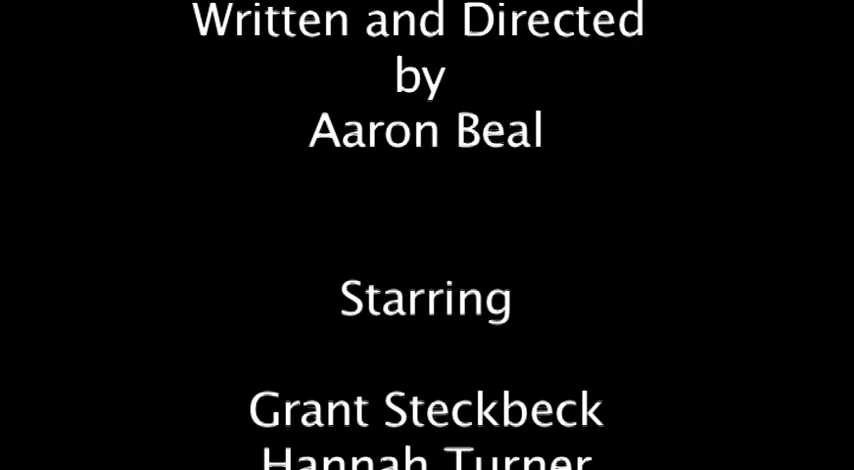 Written and Directed
by
Aaron Beal
Starring
Grant Steckbeck
Hannah Turner